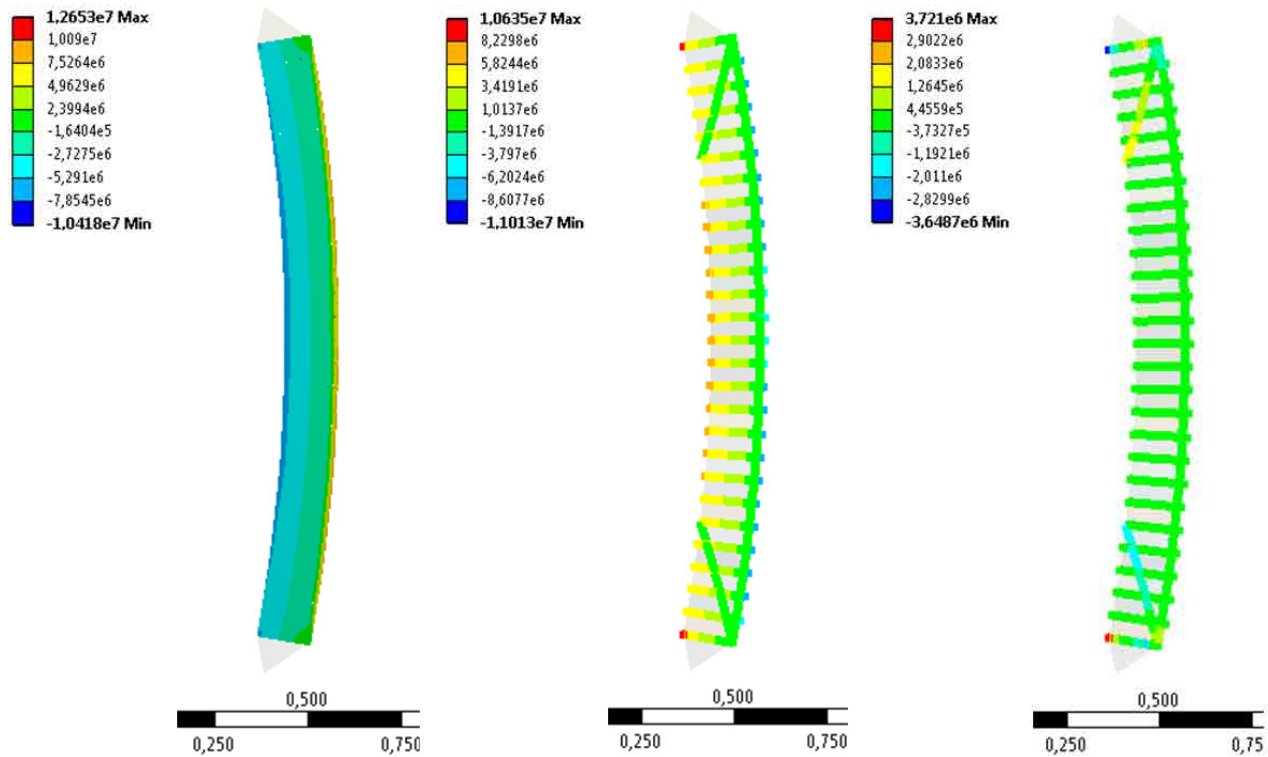 1,2653e7 Max
1,009e7
7,5264e6
4,9629e6
2,3994e6
-1,6404e5
-2,7275e6
-5,291e6
-7,8545e6
-1,0418e7 Min
0,500
0,250
0,750
1,0635e7 Max
8,2298e6
5,8244e6
3,4191e6
1,0137e6
-1,3917e6
-3,797e6
-6,2024e6
-8,6077e6
-1,1013e7 Min
0,500
0,250
0,750
3,721e6 Max
2,9022e6
2,0833e6
1,2645e6
4,4559e5
-3,7327e5
-1,1921e6
-2,011e6
-2,8299e6
-3,6487e6 Min
0,500
0,250
0,75